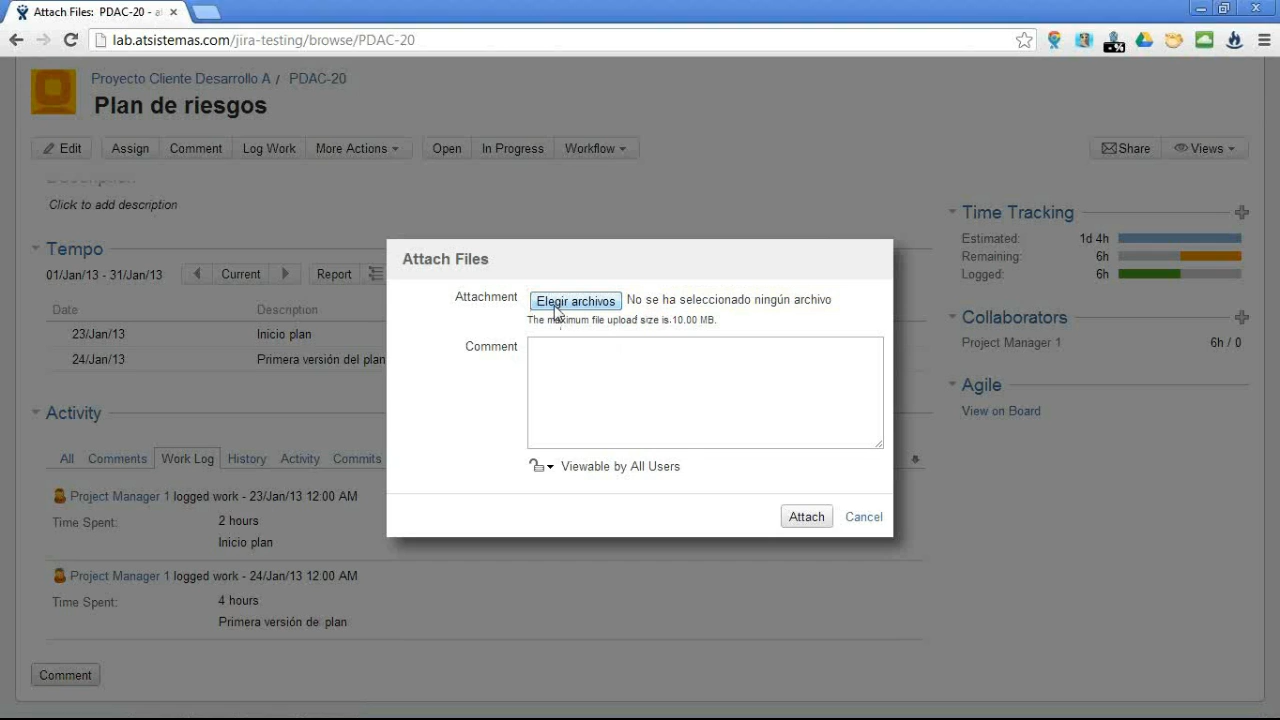 Attach Files: PDAC-20 - a
lab.atsistemas.com/jira-testing/browse/PDAC-20
Proyecto Cliente Desarrollo A / PDAC-20
Plan de riesgos
Edit Assign Comment Log Work More Actions Open In Progress Workflow Share Views
Description
Click to add description
Tempo
01/Jan/13 - 31/Jan/13 Current Report
Date Description
23/Jan/13 Inicio plan
24/Jan/13 Primera versión del plan
Activity
All Comments Work Log History Activity Commits
Project Manager 1 logged work - 23/Jan/13 12:00 AM
Time Spent: 2 hours
Inicio plan
Project Manager 1 logged work - 24/Jan/13 12:00 AM
Time Spent: 4 hours
Primera versión del plan
Comment
Attach Files
Attachment Elegir archivos No se ha seleccionado ningún archivo
The maximum file upload size is 10.00 MB.
Comment
Viewable by All Users
Attach Cancel
Time Tracking
Estimated: 1d 4h
Remaining: 6h
Logged: 6h
Collaborators
Project Manager 1 6h / 0
Agile
View on Board